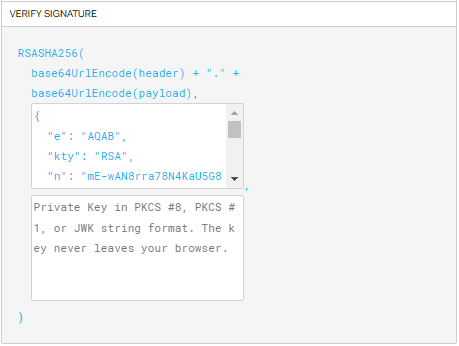 VERIFY SIGNATURE
RSASHA256(
base64UrlEncode(header) + "." +
base64UrlEncode(payload),
{
"e": "AQAB",
"kty": "RSA",
"n": "mE-wAN8rra78N4KaU5G8
,
Private Key in PKCS #8, PKCS #
1, or JWK string format. The k
ey never leaves your browser.
)